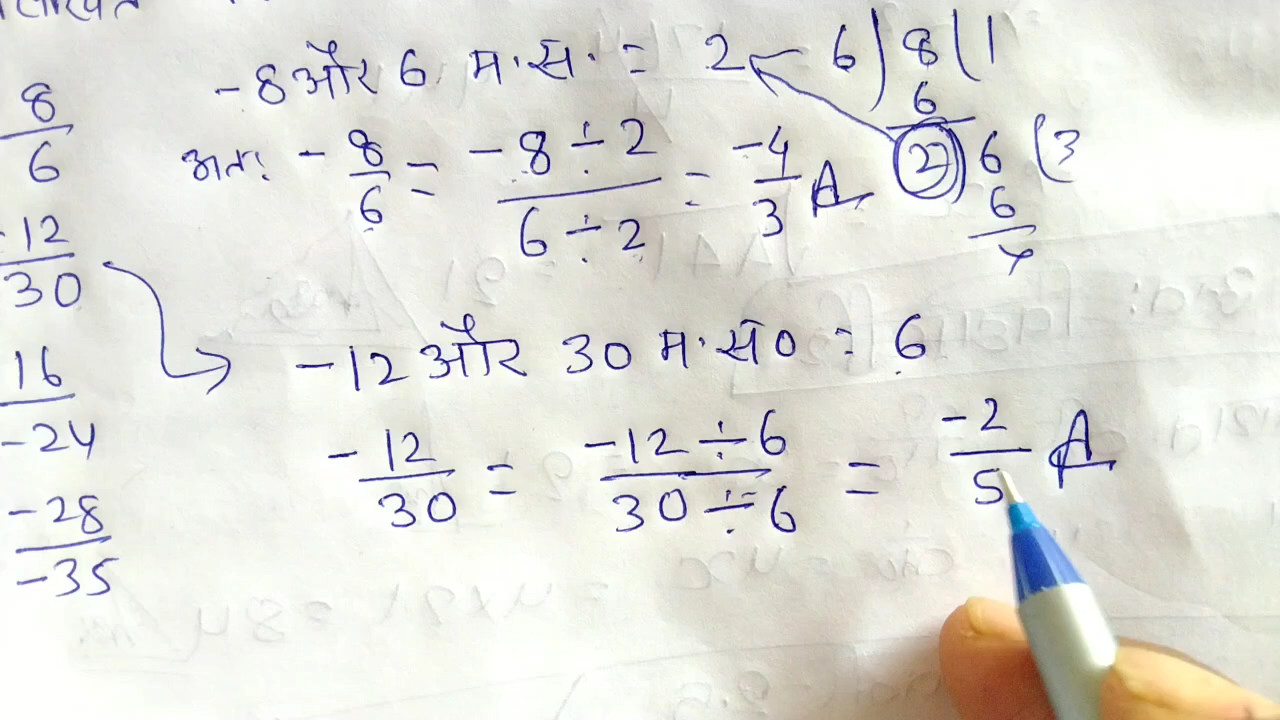 8/6
-8 और 6 म.स. = 2
6)8(1
6
2)6(3
6
×
अतः -8/6 = -8÷2/6÷2 = -4/3 A
-12/30
-12 और 30 म.स० = 6
-12/30 = -12÷6/30÷6 = -2/5 A
16/-24
-28/-35